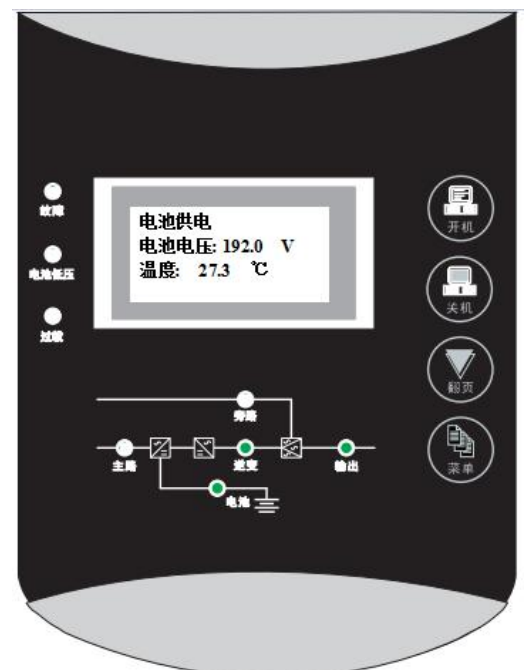 故障
电池低压
过载
电池供电
电池电压: 192.0 V
温度: 27.3 ℃
开机
关机
翻页
菜单
旁路
主路
逆变
输出
电池